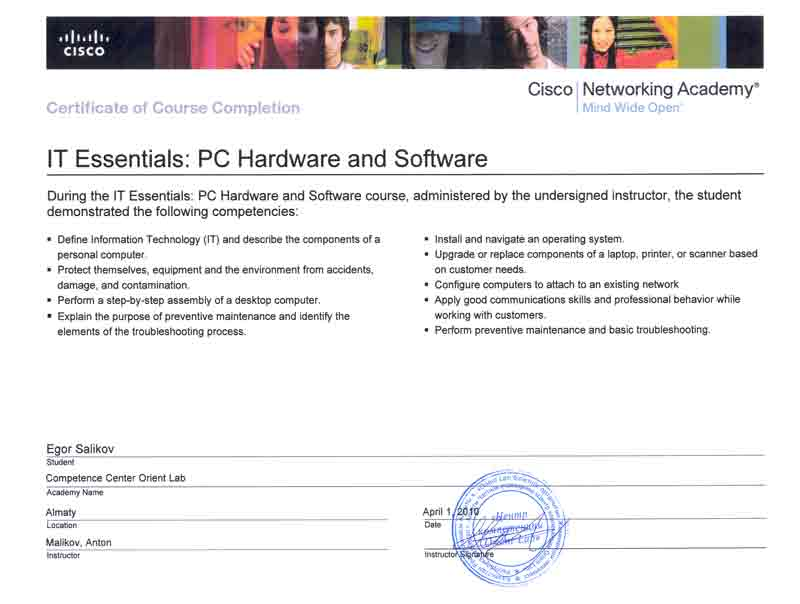 CISCO
Cisco Networking Academy®
Mind Wide Open™
Certificate of Course Completion
IT Essentials: PC Hardware and Software
During the IT Essentials: PC Hardware and Software course, administered by the undersigned instructor, the student
demonstrated the following competencies:
▪ Define Information Technology (IT) and describe the components of a
personal computer.
▪ Protect themselves, equipment and the environment from accidents,
damage, and contamination.
▪ Perform a step-by-step assembly of a desktop computer.
▪ Explain the purpose of preventive maintenance and identify the
elements of the troubleshooting process.
▪ Install and navigate an operating system.
▪ Upgrade or replace components of a laptop, printer, or scanner based
on customer needs.
▪ Configure computers to attach to an existing network
▪ Apply good communications skills and professional behavior while
working with customers.
▪ Perform preventive maintenance and basic troubleshooting.
Egor Salikov
Student
Competence Center Orient Lab
Academy Name
Almaty
Location
April 1, 2010
Date
Malikov, Anton
Instructor
Instructor Signature
«Центр
компетенции